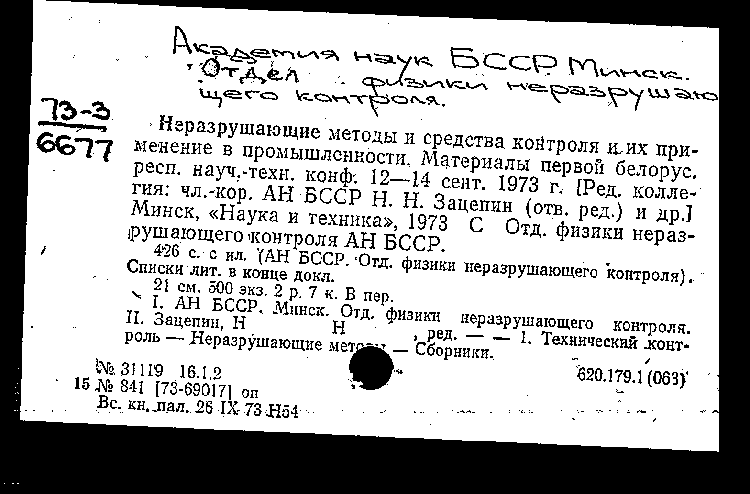 Академия наук БССР. Минск.
Отдел физики неразрушаю
щего контроля.
73-3
6677
Неразрушающие методы и средства контроля и их при-
менение в промышленности. Материалы первой белорус.
респ. науч.-техн. конф. 12—14 сент. 1973 г. [Ред. колле-
гия: чл.-кор. АН БССР Н. Н. Зацепин (отв. ред.) и др.]
Минск, «Наука и техника», 1973 С Отд. физики нераз-
рушающего контроля АН БССР.
426 с. с ил. (АН БССР. Отд. физики неразрушающего контроля).
Списки лит. в конце докл.
21 см. 500 экз. 2 р. 7 к. В пер.
I. АН БССР. Минск. Отд. физики неразрушающего контроля.
II. Зацепин, Н Н , ред. — — 1. Технический конт-
роль — Неразрушающие методы — Сборники.
№ 31119 16.1.2
620.179.1(063)
15 № 841 [73-69017] оп
Вс. кн. пал. 26 IX 73 Н54